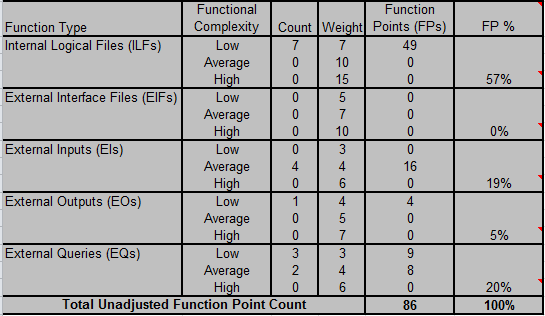 Function Type Functional Complexity Count Weight Function Points (FPs) FP %
Internal Logical Files (ILFs) Low 7 7 49
Average 0 10 0
High 0 15 0 57%
External Interface Files (EIFs) Low 0 5 0
Average 0 7 0
High 0 10 0 0%
External Inputs (EIs) Low 0 3 0
Average 4 4 16
High 0 6 0 19%
External Outputs (EOs) Low 1 4 4
Average 0 5 0
High 0 7 0 5%
External Queries (EQs) Low 3 3 9
Average 2 4 8
High 0 6 0 20%
Total Unadjusted Function Point Count 86 100%